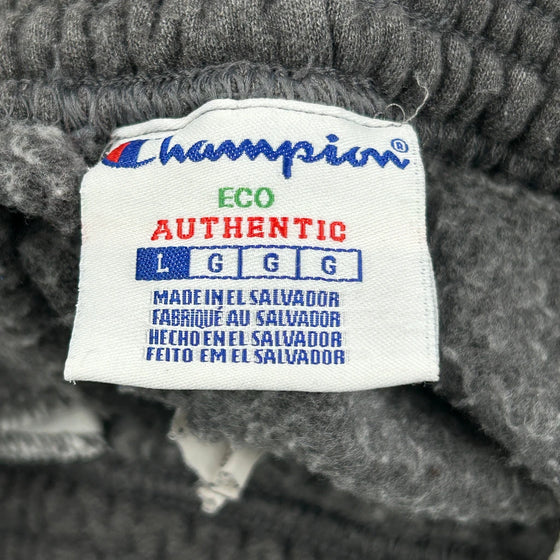 Champion®
ECO
AUTHENTIC
L G G G
MADE IN EL SALVADOR
FABRIQUÉ AU SALVADOR
HECHO EN EL SALVADOR
FEITO EM EL SALVADOR